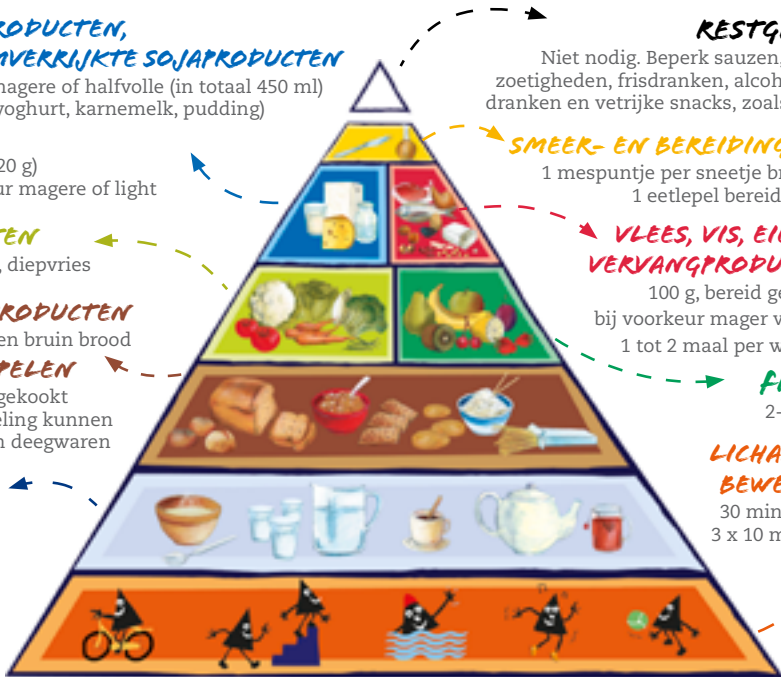 RODUCTEN,
MVERRIJKTE SOJAPRODUCTEN
magere of halfvolle (in totaal 450 ml)
yoghurt, karnemelk, pudding)
20 g)
ur magere of light
TEN
, diepvries
RODUCTEN
en bruin brood
PELEN
gekookt
eling kunnen
n deegwaren
RESTG
Niet nodig. Beperk sauzen,
zoetigheden, frisdranken, alcoh
dranken en vetrijke snacks, zoals
SMEER- EN BEREIDING
1 mespuntje per sneetje br
1 eetlepel bereid
VLEES, VIS, EI
VERVANGPRODU
100 g, bereid ge
bij voorkeur mager v
1 tot 2 maal per w
2-
LICHA
BEWE
30 min
3 x 10 m